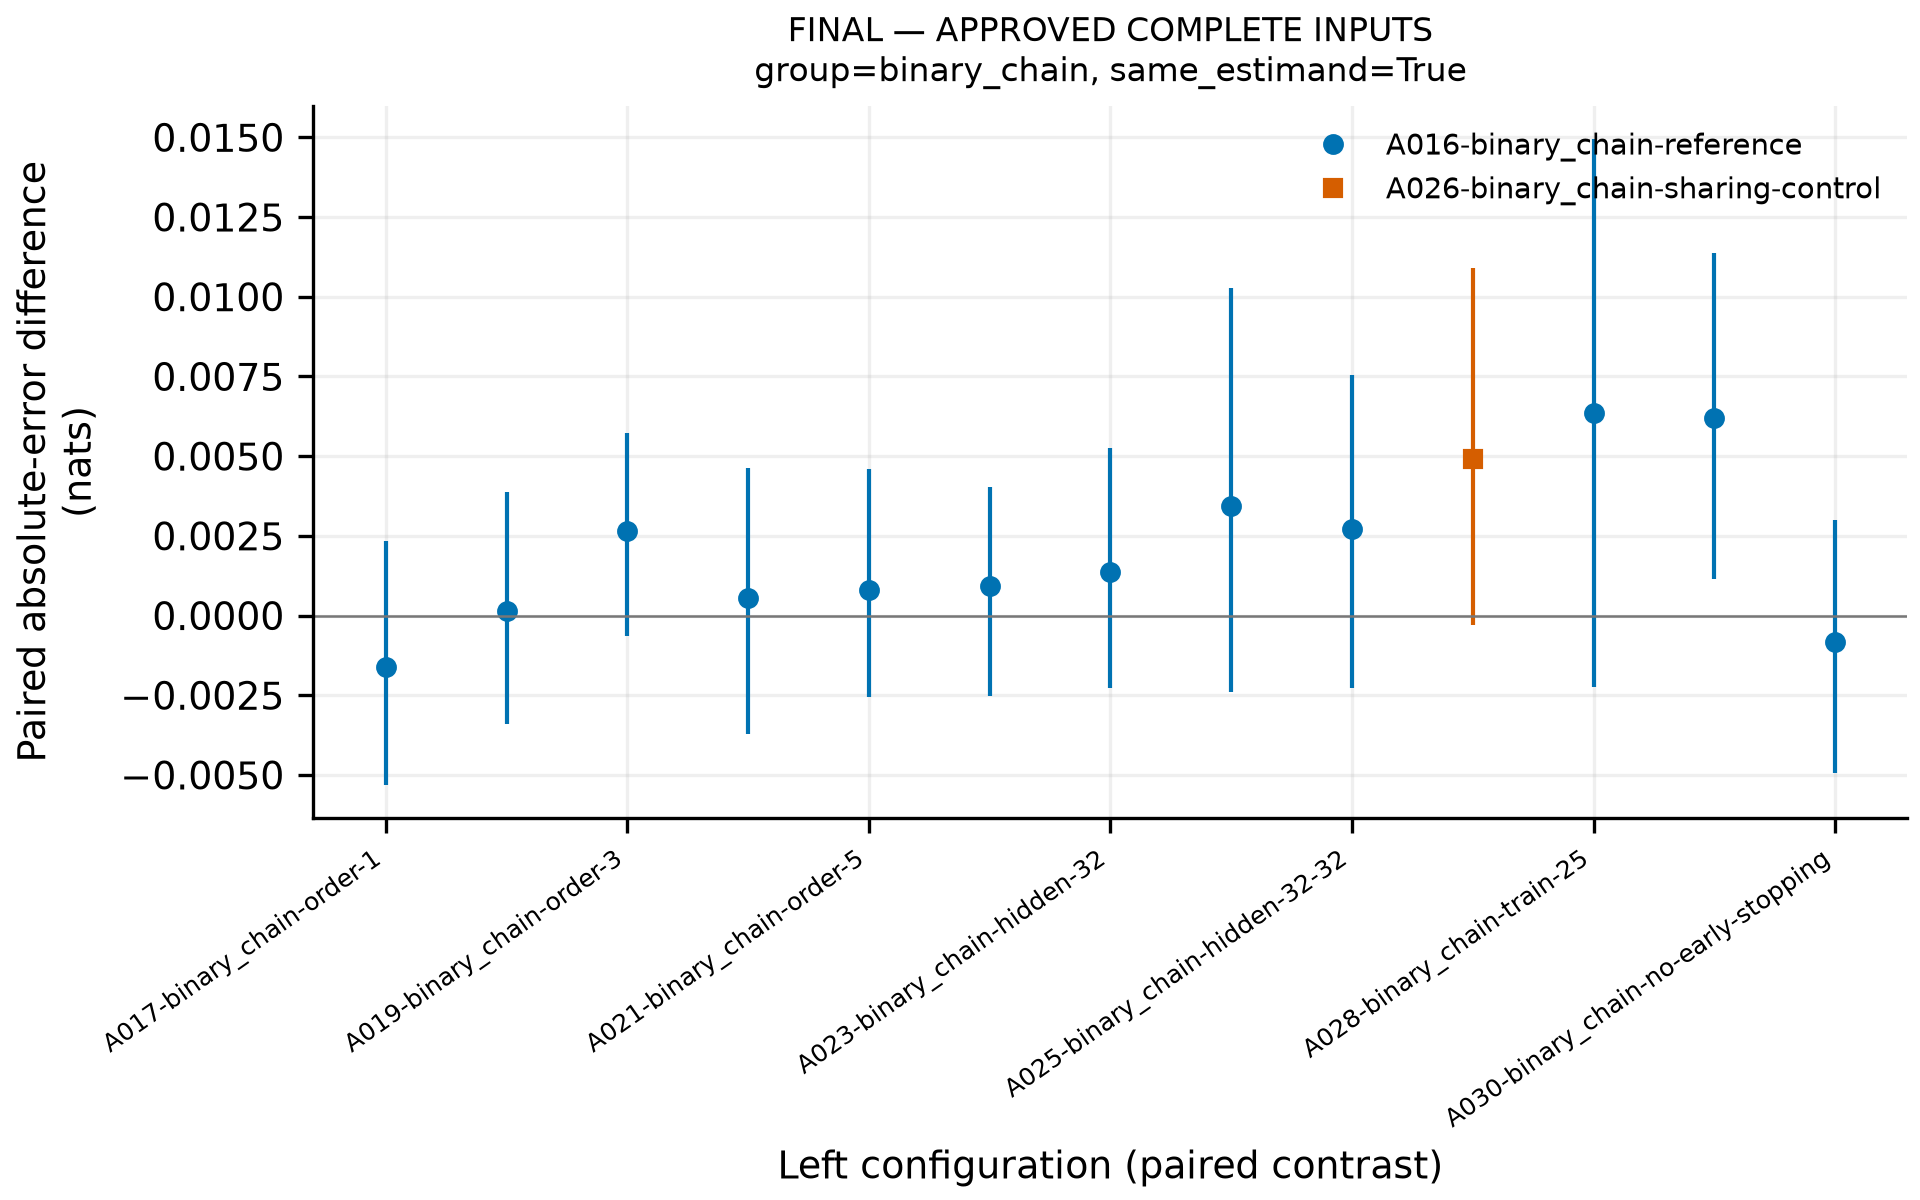 FINAL — APPROVED COMPLETE INPUTS
group=binary_chain, same_estimand=True
A016-binary_chain-reference
A026-binary_chain-sharing-control
Paired absolute-error difference
(nats)
0.0150
0.0125
0.0100
0.0075
0.0050
0.0025
0.0000
−0.0025
−0.0050
A017-binary_chain-order-1
A019-binary_chain-order-3
A021-binary_chain-order-5
A023-binary_chain-hidden-32
A025-binary_chain-hidden-32-32
A028-binary_chain-train-25
A030-binary_chain-no-early-stopping
Left configuration (paired contrast)